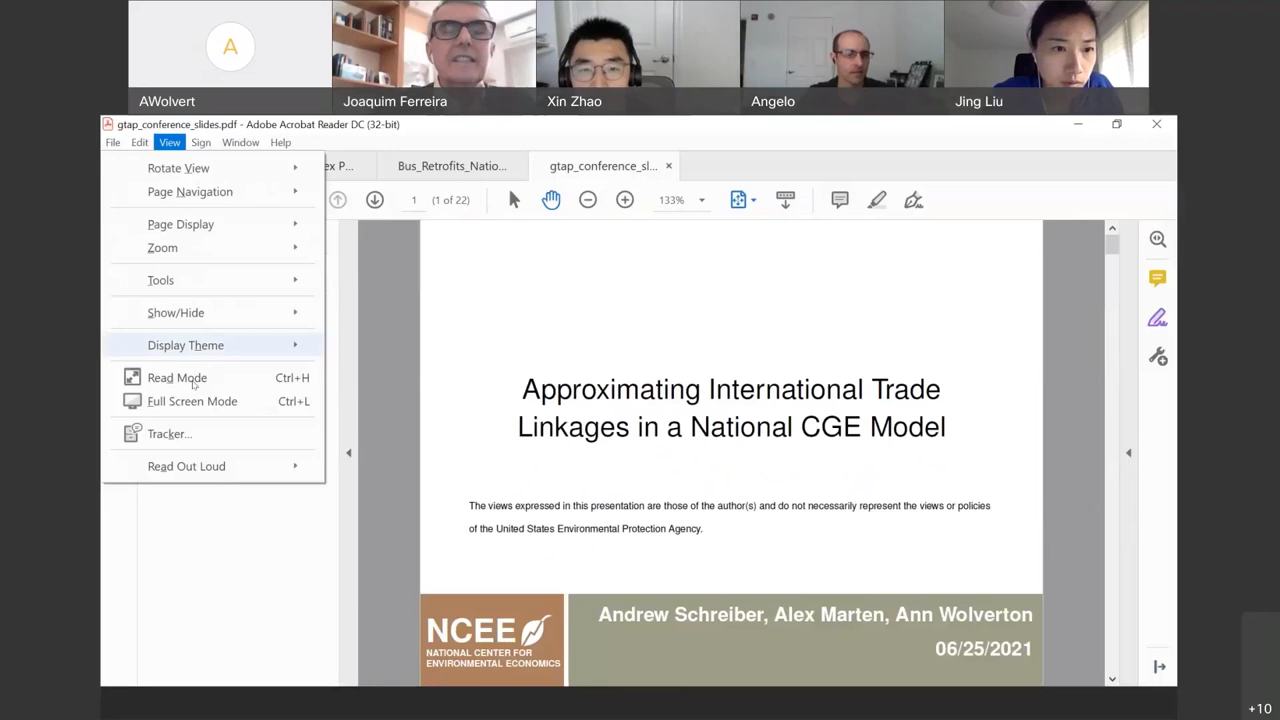 A
AWolvert
Joaquim Ferreira
Xin Zhao
Angelo
Jing Liu
gtap_conference_slides.pdf - Adobe Acrobat Reader DC (32-bit)
File Edit View Sign Window Help
ex P...
Bus_Retrofits_Natio...
gtap_conference_sl... ×
1 (1 of 22) 133%
Rotate View
Page Navigation
Page Display
Zoom
Tools
Show/Hide
Display Theme
Read Mode Ctrl+H
Full Screen Mode Ctrl+L
Tracker...
Read Out Loud
Approximating International Trade
Linkages in a National CGE Model
The views expressed in this presentation are those of the author(s) and do not necessarily represent the views or policies
of the United States Environmental Protection Agency.
NCEE
NATIONAL CENTER FOR
ENVIRONMENTAL ECONOMICS
Andrew Schreiber, Alex Marten, Ann Wolverton
06/25/2021
+10